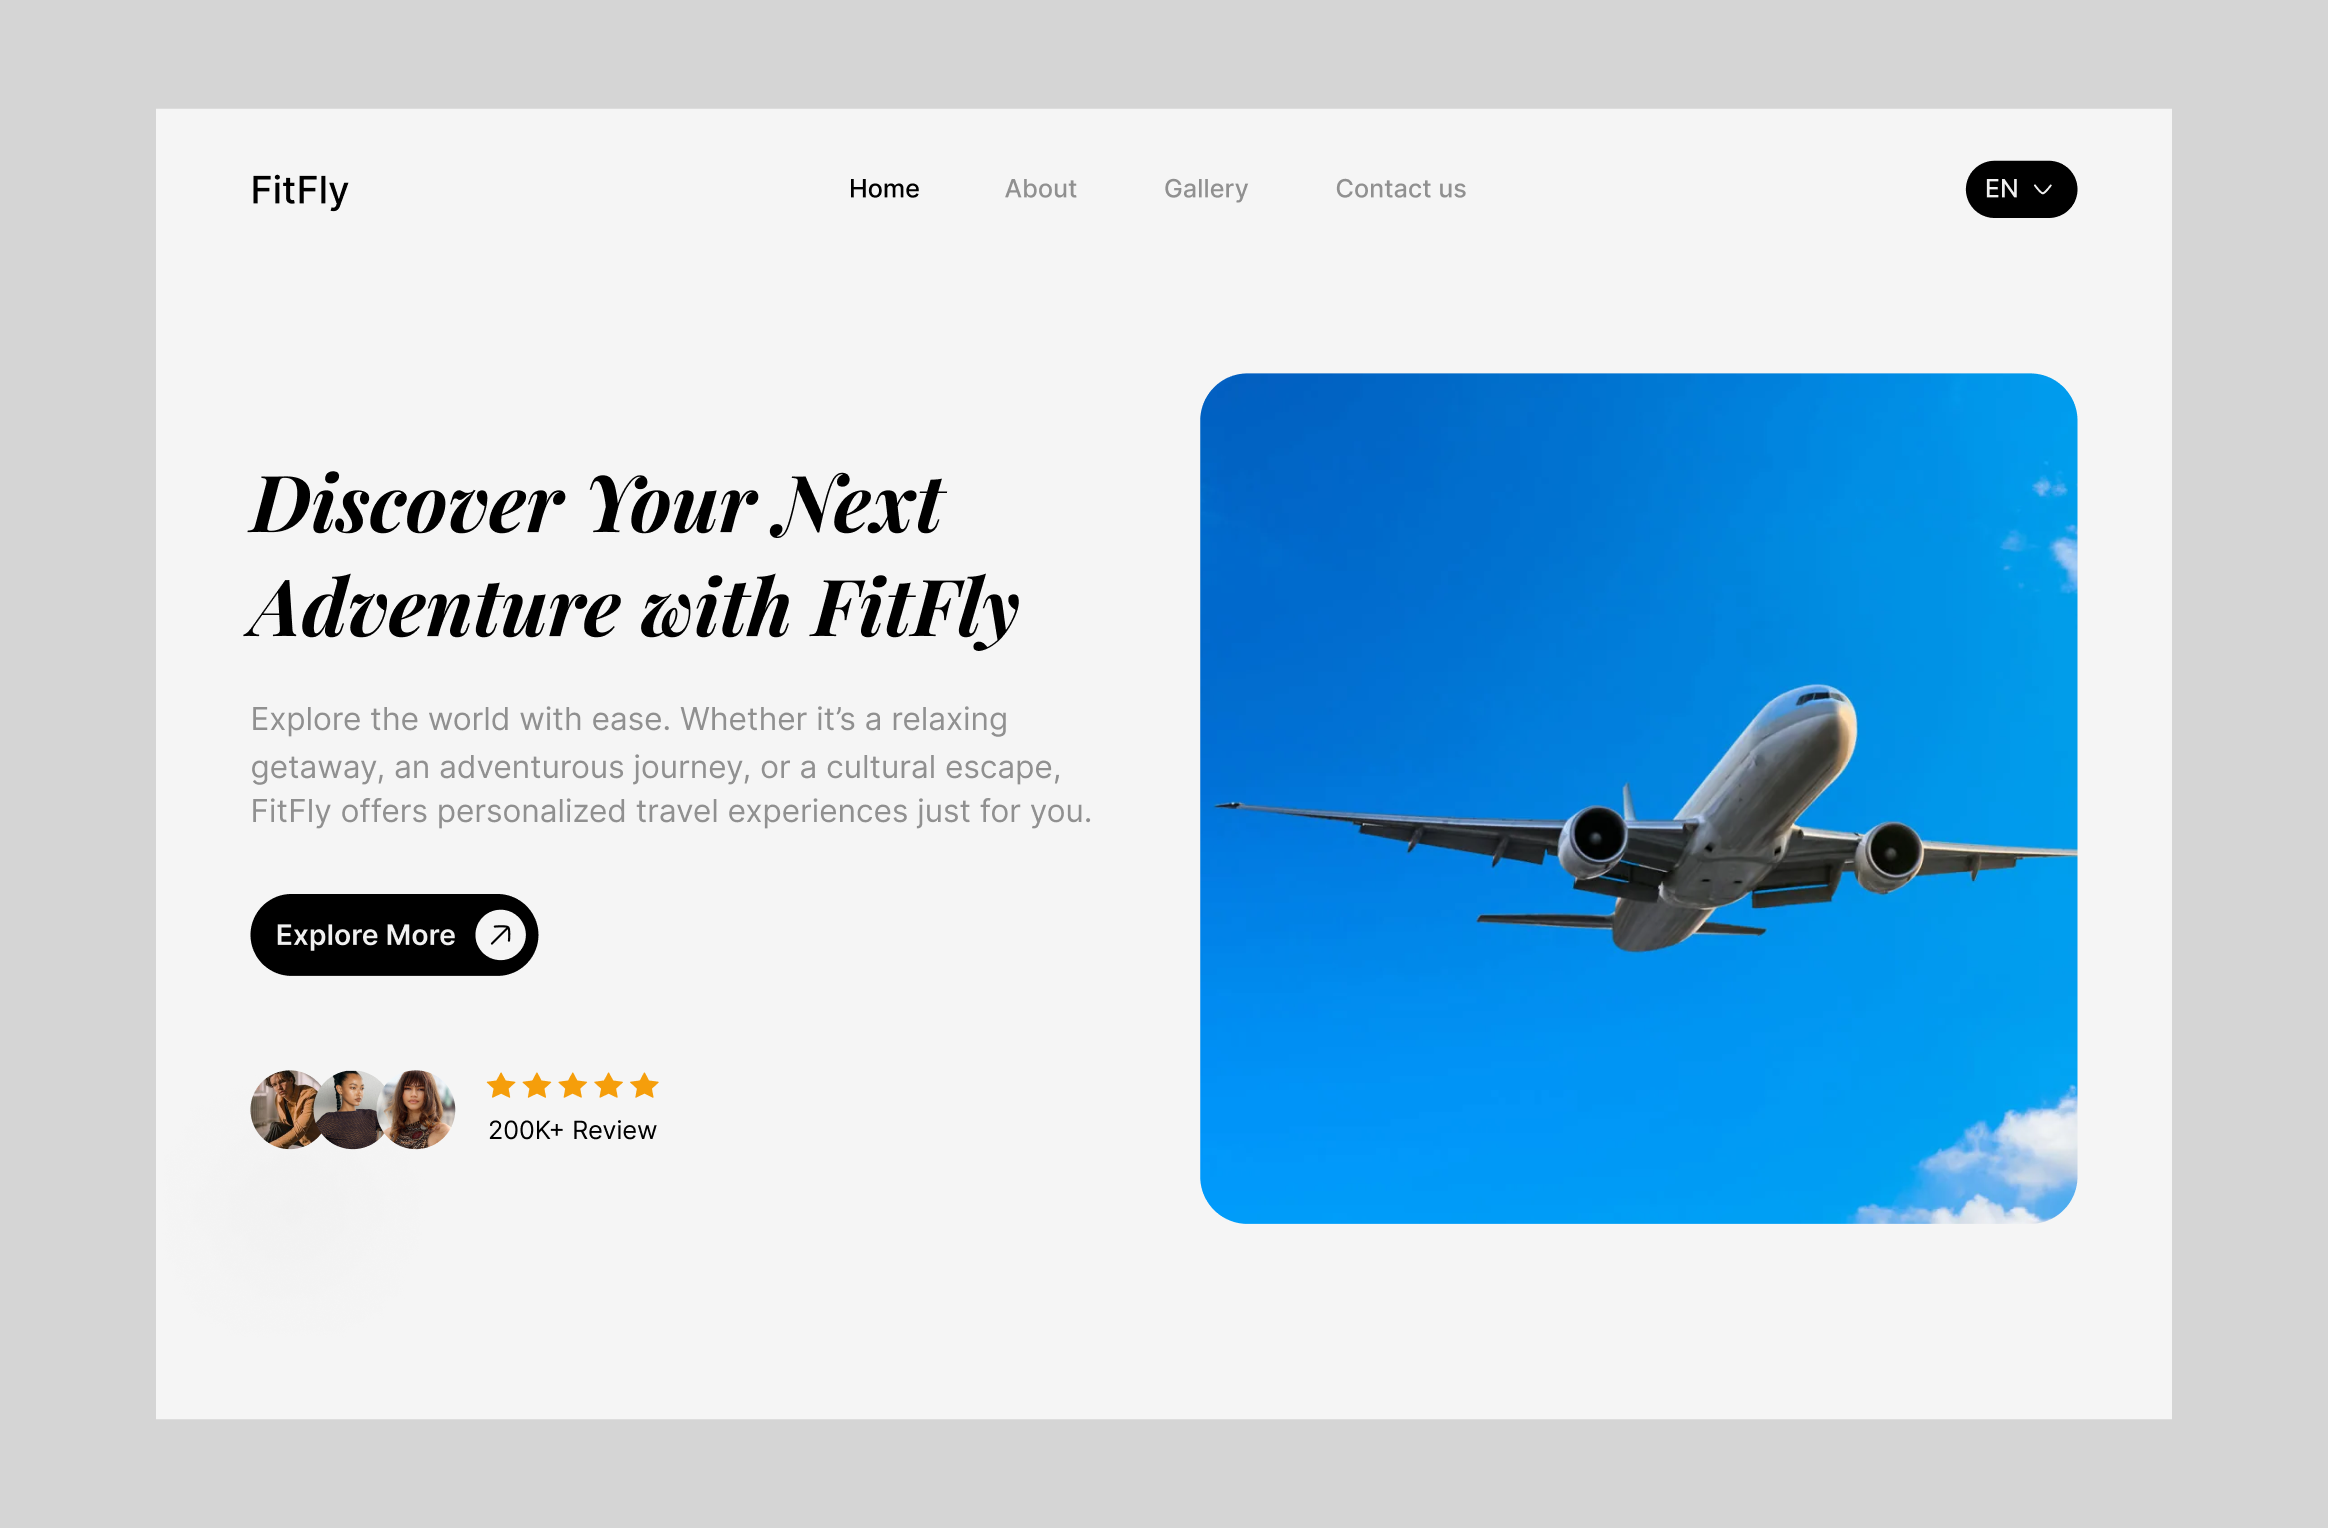 FitFly
Home
About
Gallery
Contact us
EN
Discover Your Next
Adventure with FitFly
Explore the world with ease. Whether it’s a relaxing
getaway, an adventurous journey, or a cultural escape,
FitFly offers personalized travel experiences just for you.
Explore More
200K+ Review